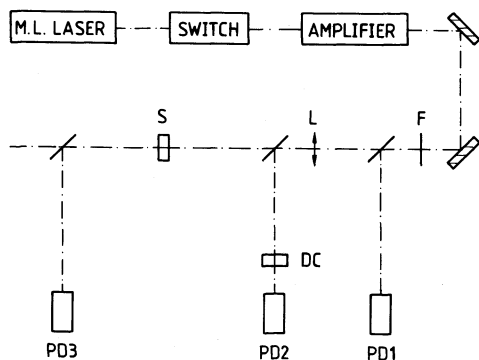 M.L. LASER
SWITCH
AMPLIFIER
S
L
F
DC
PD3
PD2
PD1